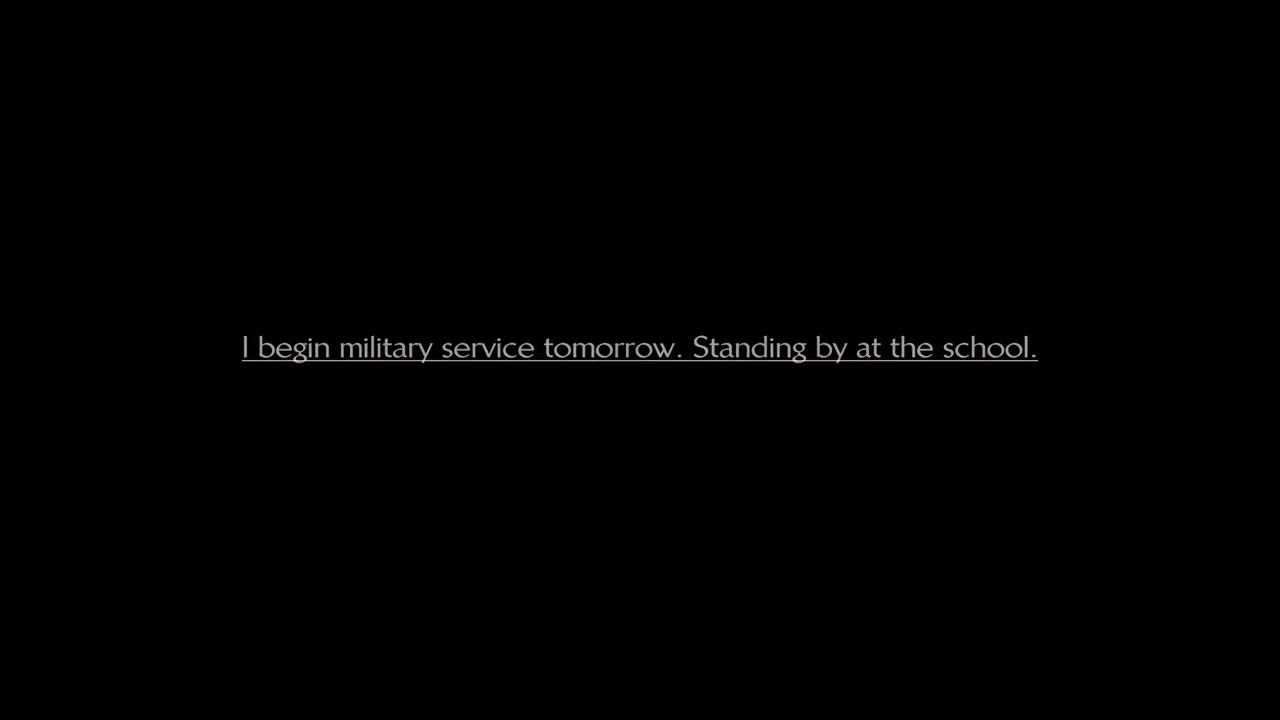 I begin military service tomorrow. Standing by at the school.